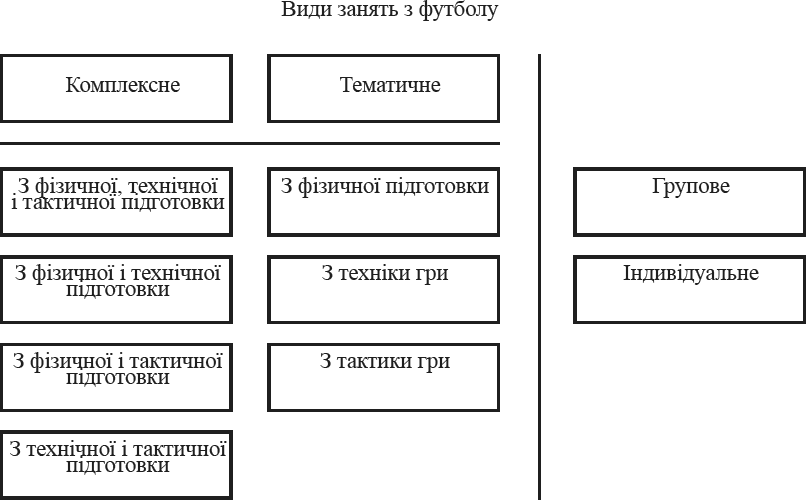 Види занять з футболу
Комплексне
Тематичне
З фізичної, технічної
і тактичної підготовки
З фізичної підготовки
Групове
З фізичної і технічної
підготовки
З техніки гри
Індивідуальне
З фізичної і тактичної
підготовки
З тактики гри
З технічної і тактичної
підготовки